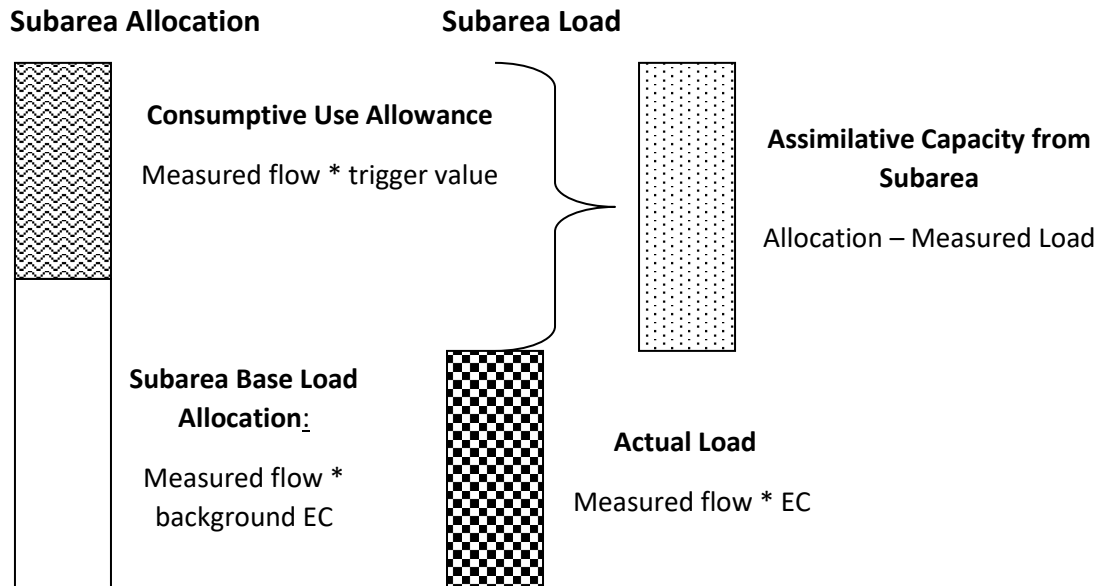 Subarea Allocation
Subarea Load
Consumptive Use Allowance
Measured flow * trigger value
Assimilative Capacity from
Subarea
Allocation – Measured Load
Subarea Base Load
Allocation:
Measured flow *
background EC
Actual Load
Measured flow * EC